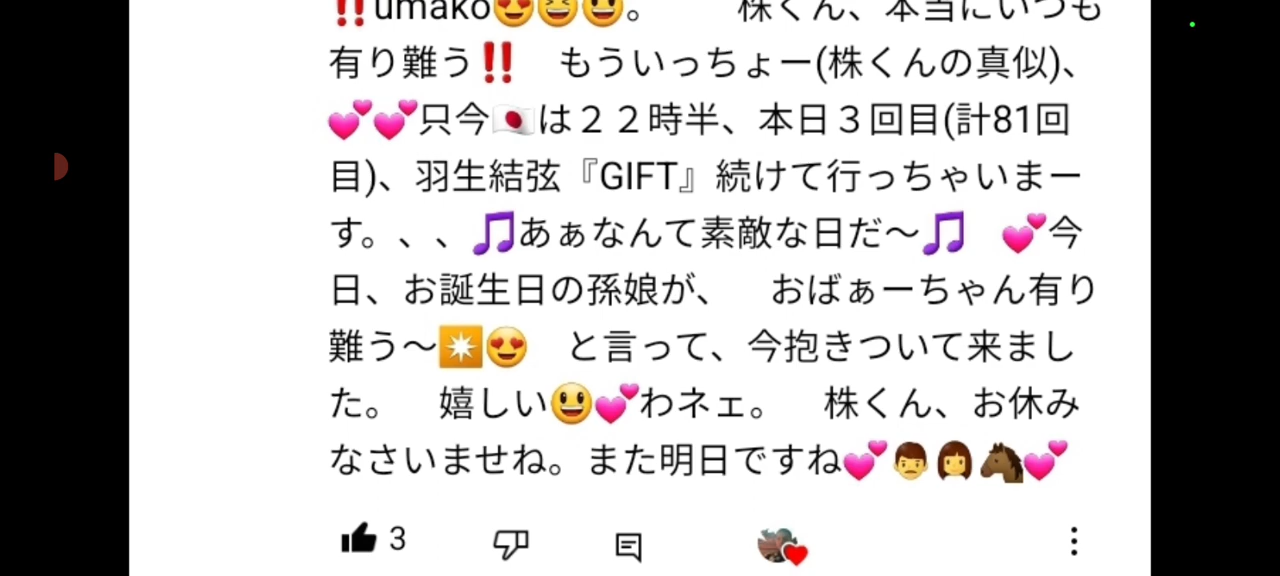 ‼️umako😍😆😃。　　株くん、本当にいつも
有り難う‼️　もういっちょー(株くんの真似)、
💕💕只今🇯🇵は２２時半、本日３回目(計81回
目)、羽生結弦『GIFT』続けて行っちゃいまー
す。、、🎵あぁなんて素敵な日だ〜🎵　💕今
日、お誕生日の孫娘が、　おばぁーちゃん有り
難う〜✴️😍　と言って、今抱きついて来まし
た。　嬉しい😃💕わネェ。　株くん、お休み
なさいませね。また明日ですね💕👨👩🐴💕
3